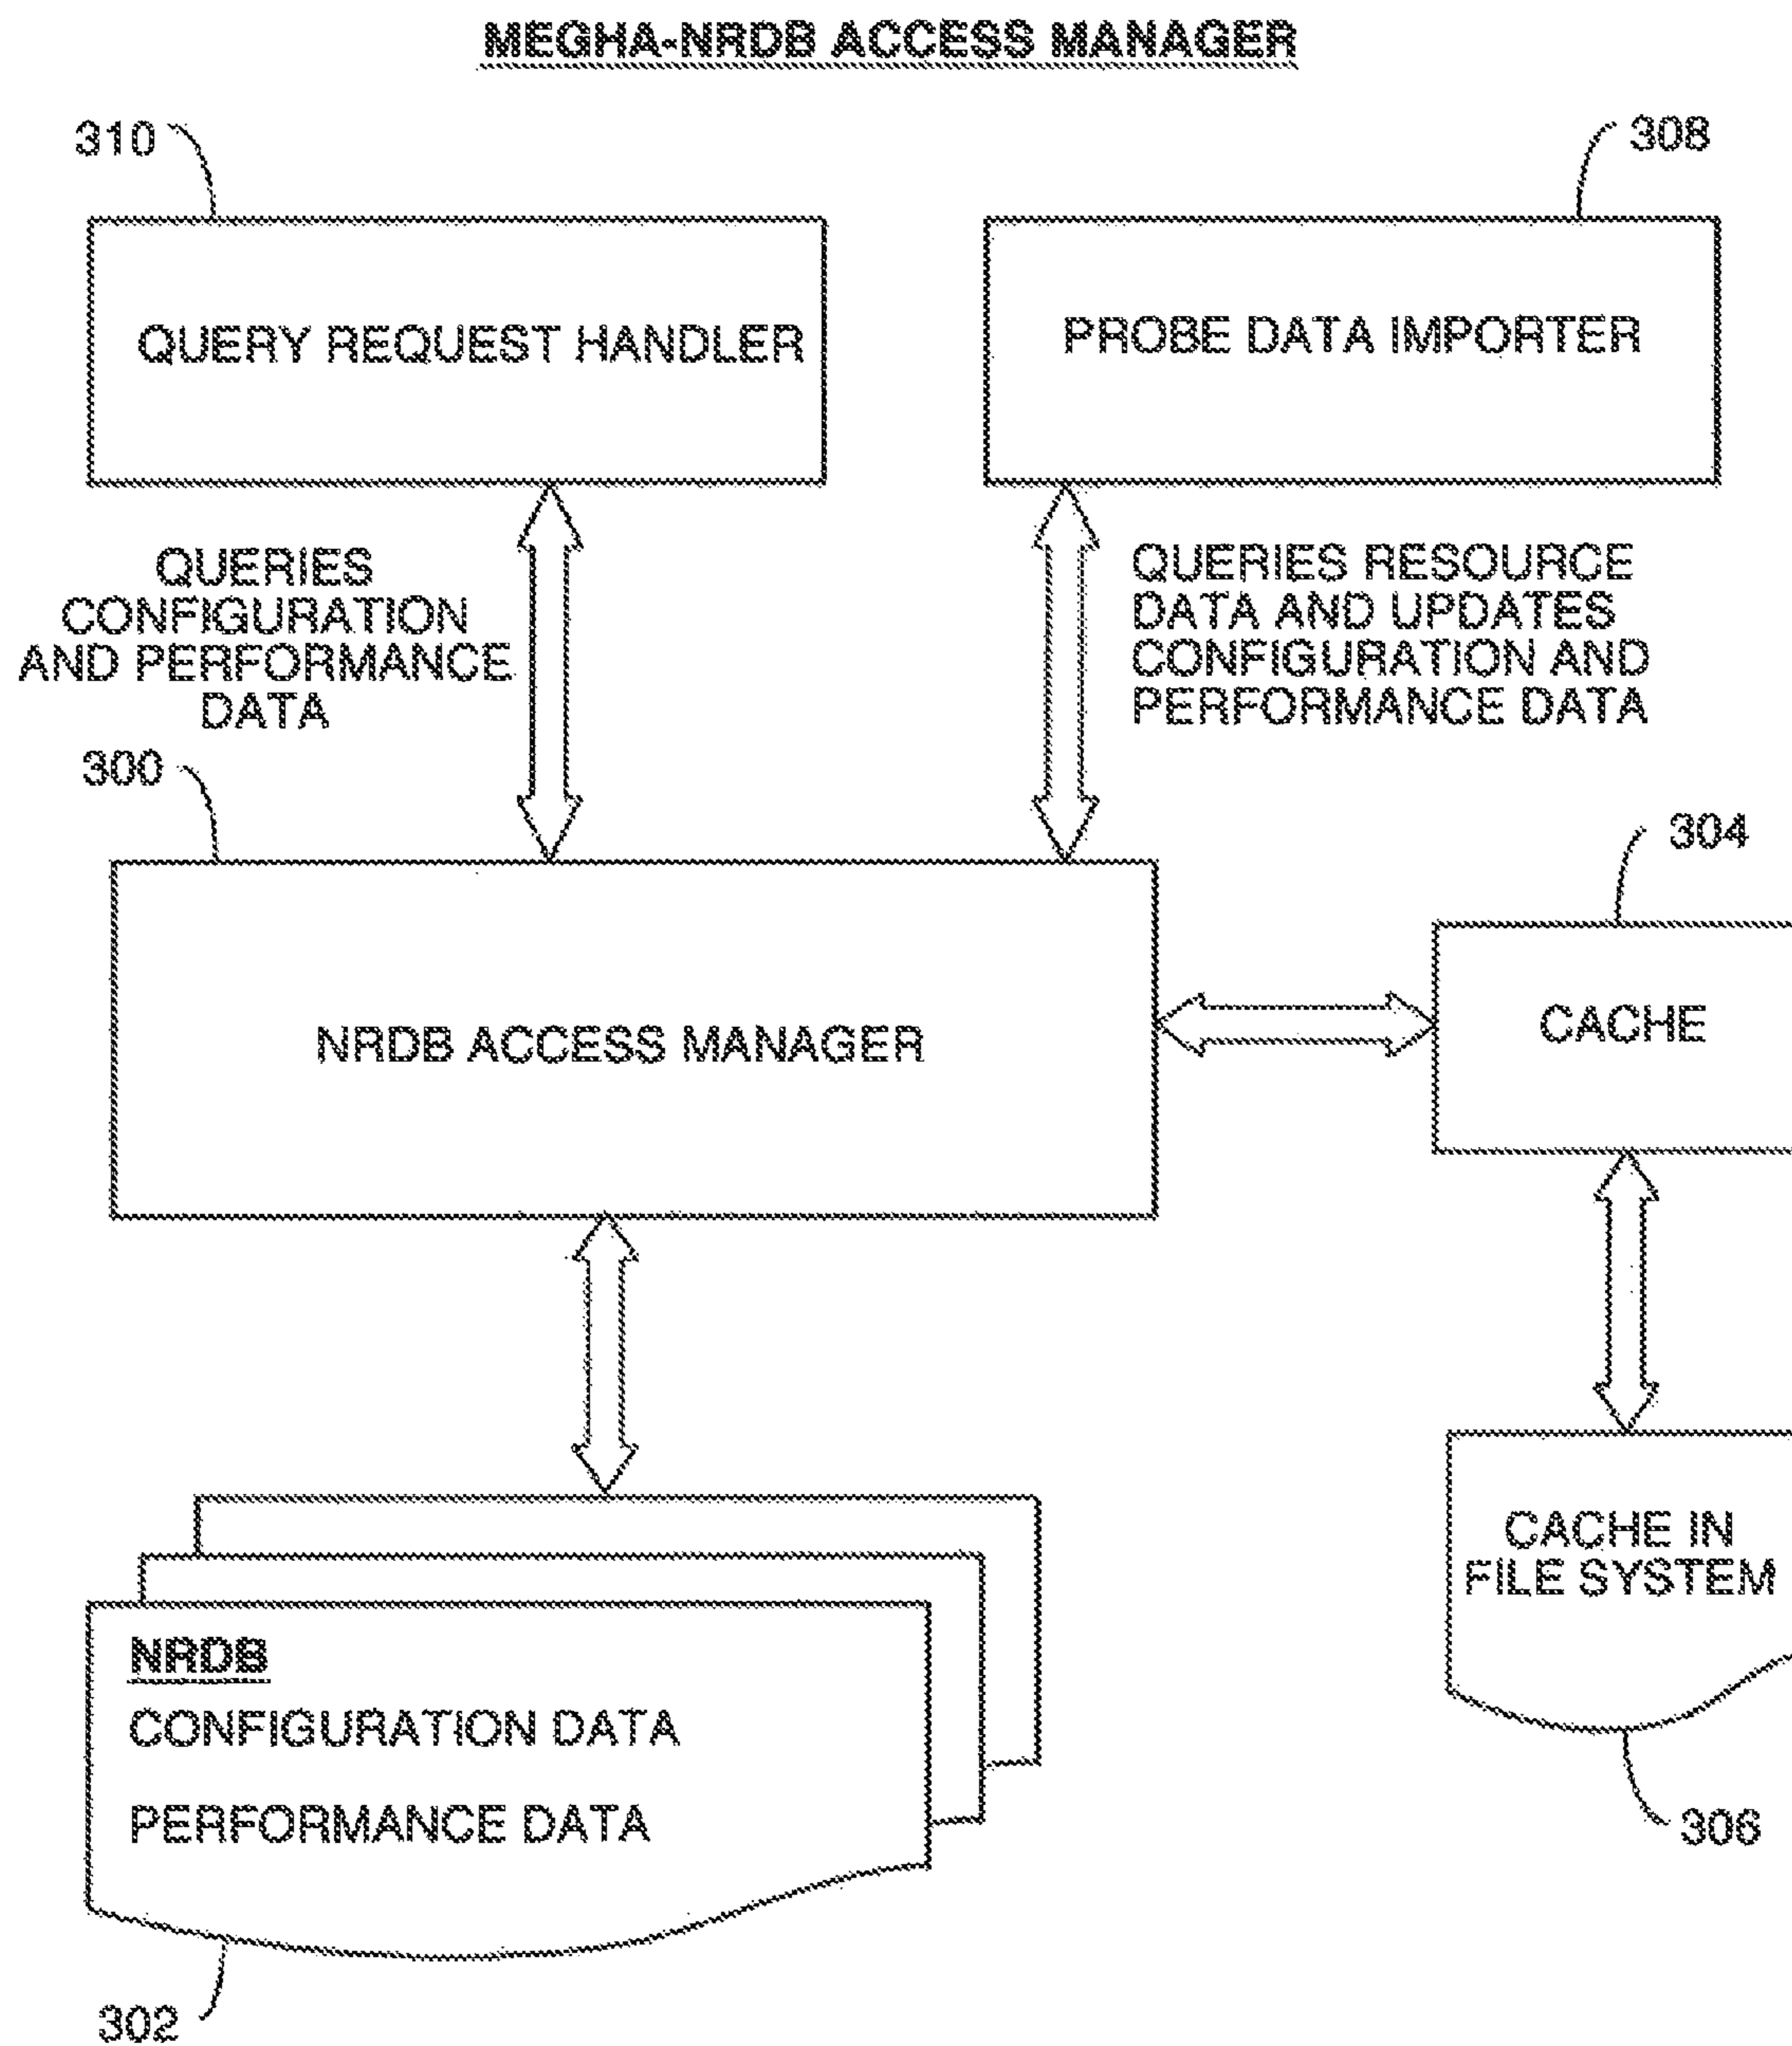 MEGHA-NRDB ACCESS MANAGER
310
308
QUERY REQUEST HANDLER
PROBE DATA IMPORTER
QUERIES
CONFIGURATION
AND PERFORMANCE
DATA
QUERIES RESOURCE
DATA AND UPDATES
CONFIGURATION AND
PERFORMANCE DATA
300
304
NRDB ACCESS MANAGER
CACHE
CACHE IN
FILE SYSTEM
NRDB
CONFIGURATION DATA
PERFORMANCE DATA
306
302